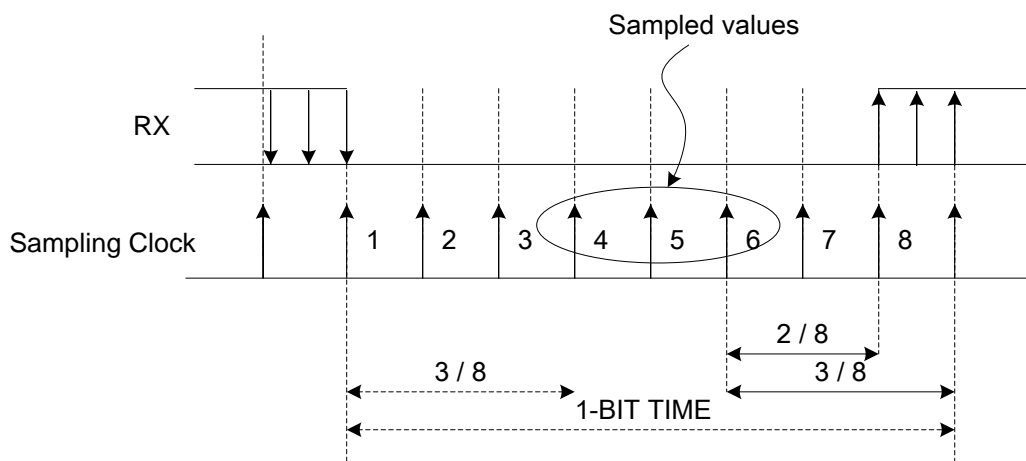 Sampled values
RX
Sampling Clock
1 2 3 4 5 6 7 8
2 / 8
3 / 8 3 / 8
1-BIT TIME